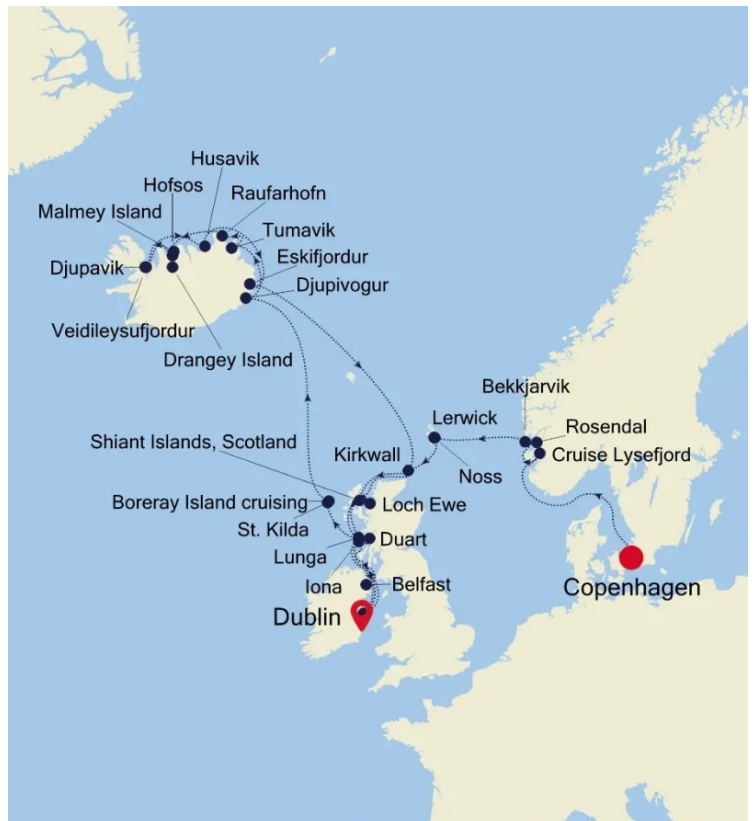 Husavik
Hofsos
Raufarhofn
Malmey Island
Tumavik
Eskifjordur
Djupavik
Djupivogur
Veidileysufjordur
Drangey Island
Bekkjarvik
Lerwick
Rosendal
Shiant Islands, Scotland
Kirkwall
Cruise Lysefjord
Noss
Boreray Island cruising
Loch Ewe
St. Kilda
Duart
Lunga
Iona
Belfast
Copenhagen
Dublin